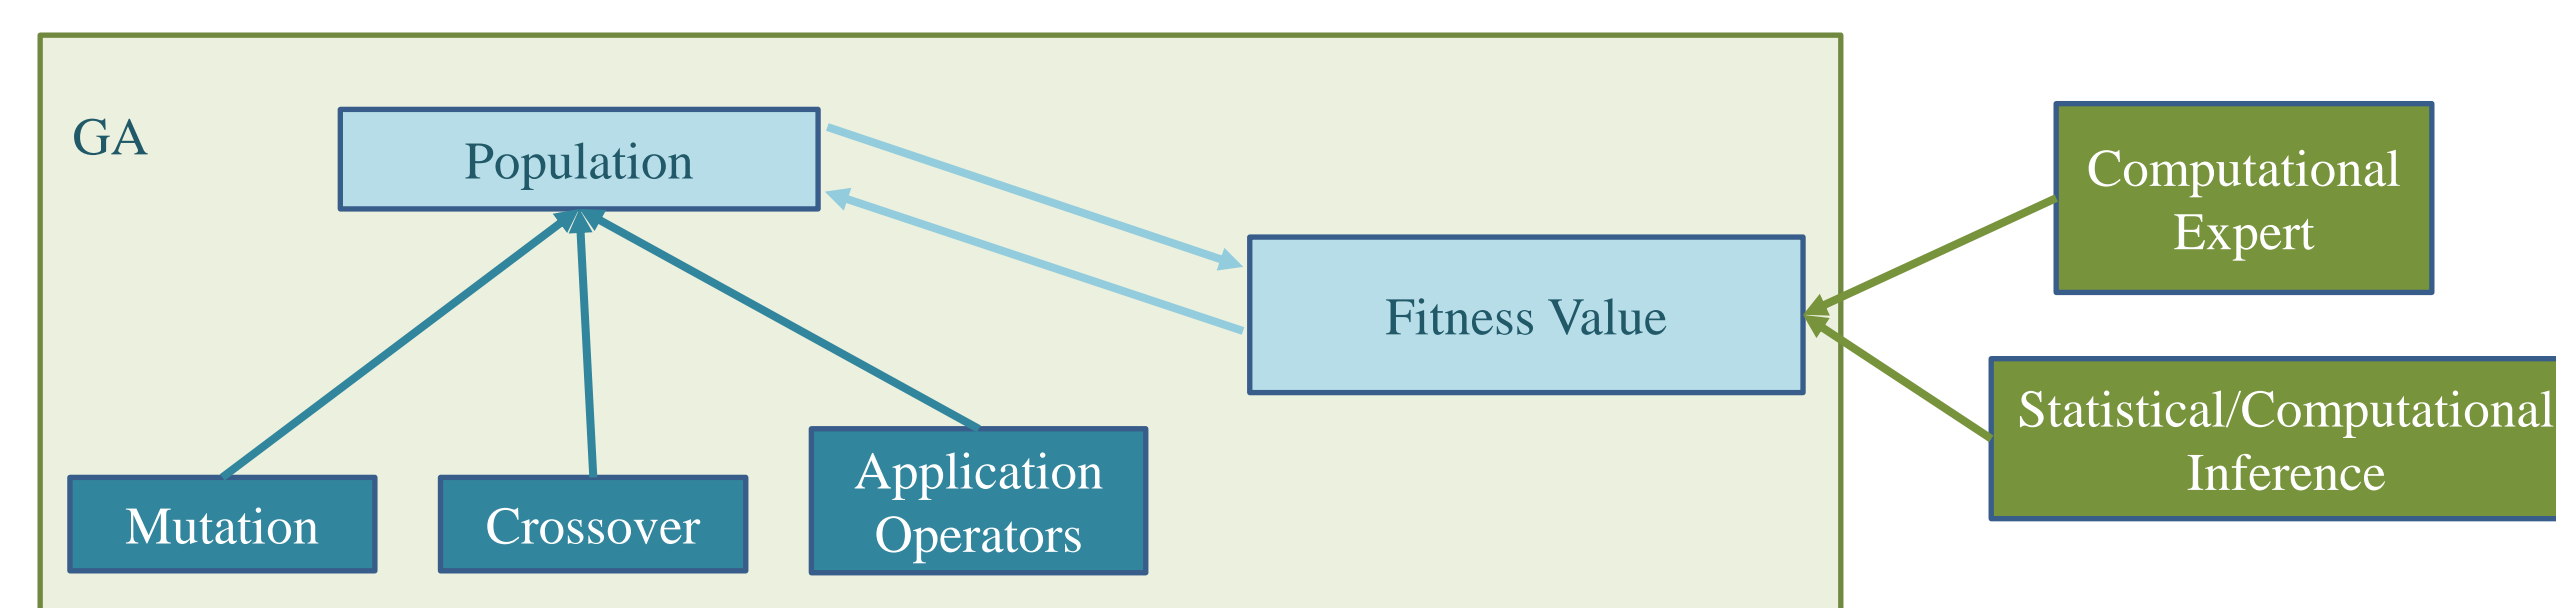 GA
Population
Computational
Expert
Fitness Value
Statistical/Computational
Inference
Mutation
Crossover
Application
Operators